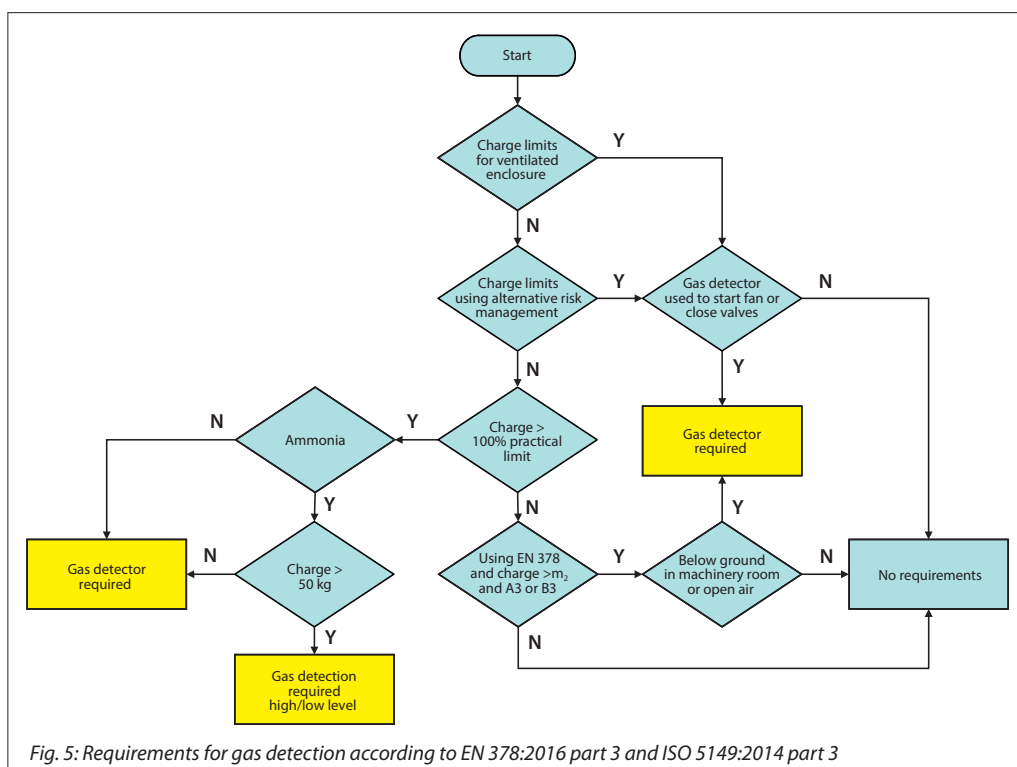 Start
Charge limits
for ventilated
enclosure
Y
N
Charge limits
using alternative risk
management
Y
Gas detector
used to start fan or
close valves
N
N
Y
Ammonia
N
Y
Charge >
100% practical
limit
Gas detector
required
Y
N
Y
Gas detector
required
N
Charge >
50 kg
Using EN 378
and charge >m₂
and A3 or B3
Y
Below ground
in machinery room
or open air
N
No requirements
Y
N
Gas detection
required
high/low level
Fig. 5: Requirements for gas detection according to EN 378:2016 part 3 and ISO 5149:2014 part 3